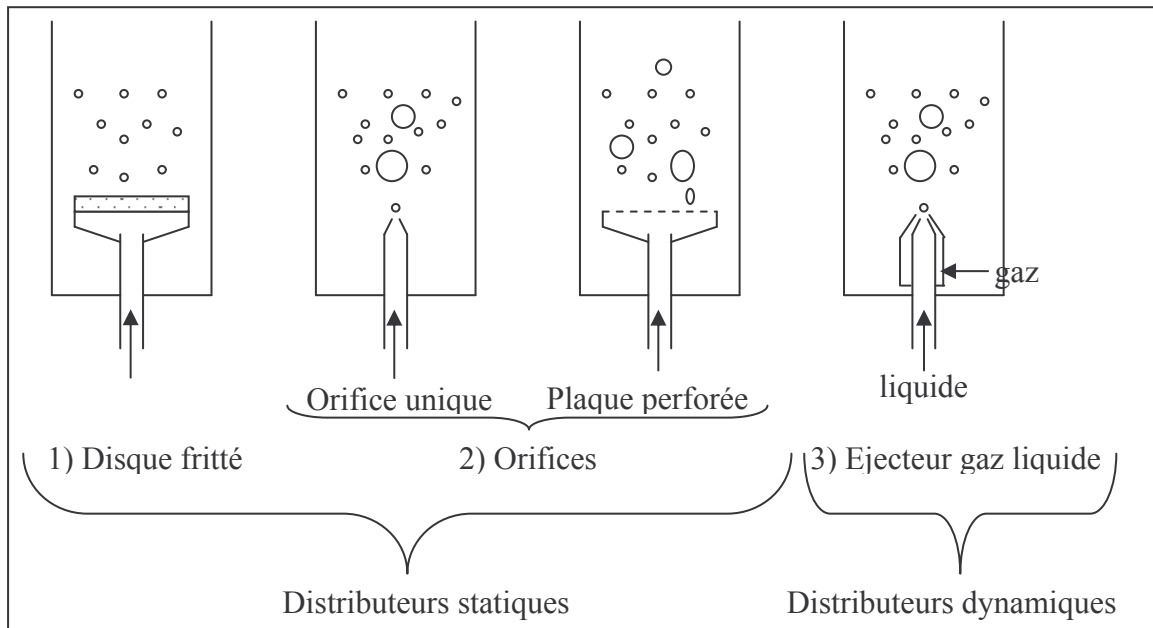 gaz
liquide
Orifice unique
Plaque perforée
1) Disque fritté
2) Orifices
3) Ejecteur gaz liquide
Distributeurs statiques
Distributeurs dynamiques